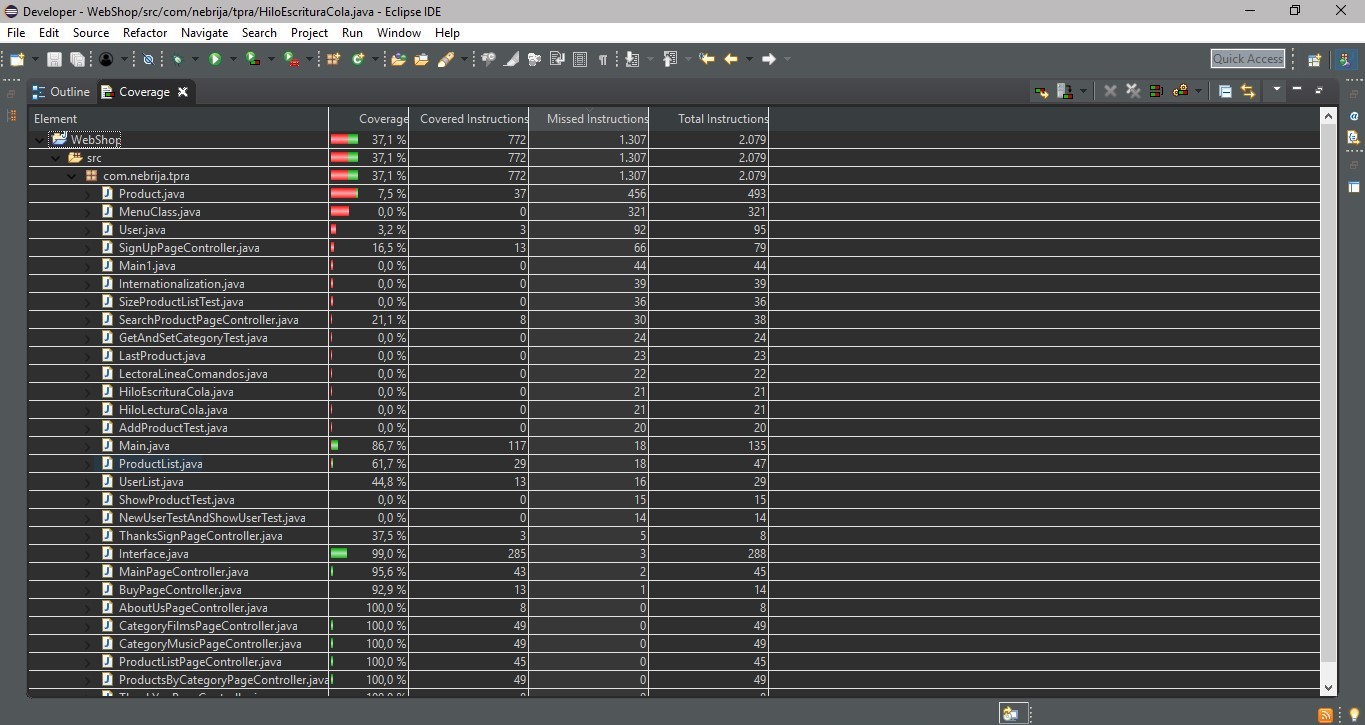 Developer - WebShop/src/com/nebrija/tpra/HiloEscrituraCola.java - Eclipse IDE
File Edit Source Refactor Navigate Search Project Run Window Help
Quick Access
Outline Coverage
Element Coverage Covered Instructions Missed Instructions Total Instructions
WebShop 37,1 % 772 1.307 2.079
src 37,1 % 772 1.307 2.079
com.nebrija.tpra 37,1 % 772 1.307 2.079
Product.java 7,5 % 37 456 493
MenuClass.java 0,0 % 0 321 321
User.java 3,2 % 3 92 95
SignUpPageController.java 16,5 % 13 66 79
Main1.java 0,0 % 0 44 44
Internationalization.java 0,0 % 0 39 39
SizeProductListTest.java 0,0 % 0 36 36
SearchProductPageController.java 21,1 % 8 30 38
GetAndSetCategoryTest.java 0,0 % 0 24 24
LastProduct.java 0,0 % 0 23 23
LectoraLineaComandos.java 0,0 % 0 22 22
HiloEscrituraCola.java 0,0 % 0 21 21
HiloLecturaCola.java 0,0 % 0 21 21
AddProductTest.java 0,0 % 0 20 20
Main.java 86,7 % 117 18 135
ProductList.java 61,7 % 29 18 47
UserList.java 44,8 % 13 16 29
ShowProductTest.java 0,0 % 0 15 15
NewUserTestAndShowUserTest.java 0,0 % 0 14 14
ThanksSignPageController.java 37,5 % 3 5 8
Interface.java 99,0 % 285 3 288
MainPageController.java 95,6 % 43 2 45
BuyPageController.java 92,9 % 13 1 14
AboutUsPageController.java 100,0 % 8 0 8
CategoryFilmsPageController.java 100,0 % 49 0 49
CategoryMusicPageController.java 100,0 % 49 0 49
ProductListPageController.java 100,0 % 45 0 45
ProductsByCategoryPageController.java 100,0 % 49 0 49